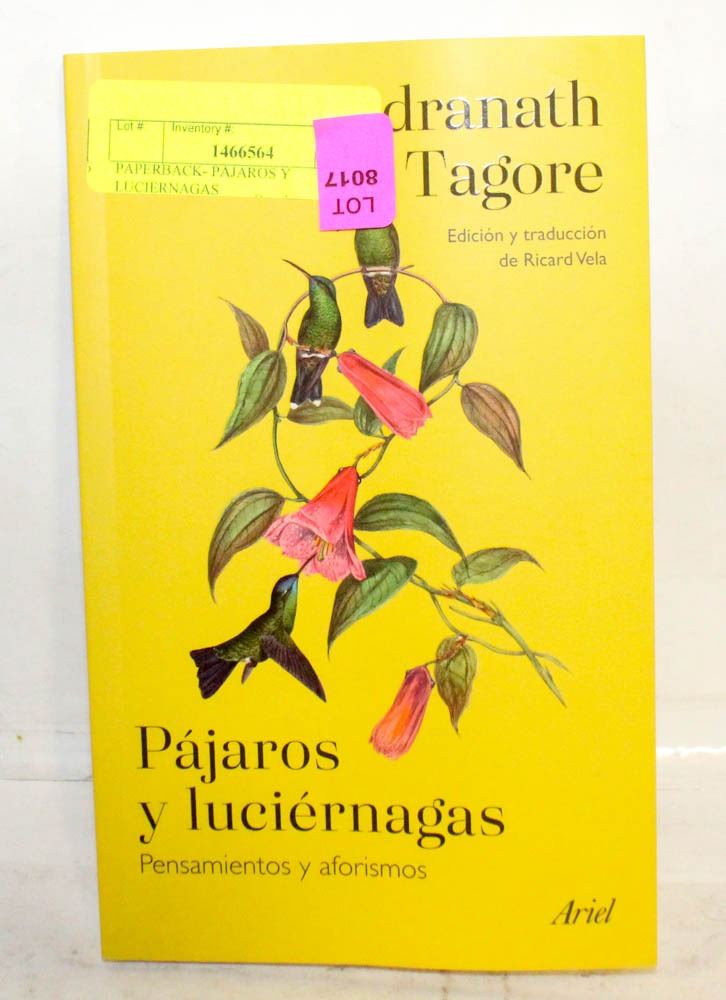 Lot #: Inventory #:
1466564
PAPERBACK- PAJAROS Y
LUCIERNAGAS
LOT
8017
dranath
Tagore
Edición y traducción
de Ricard Vela
Pájaros
y luciérnagas
Pensamientos y aforismos
Ariel